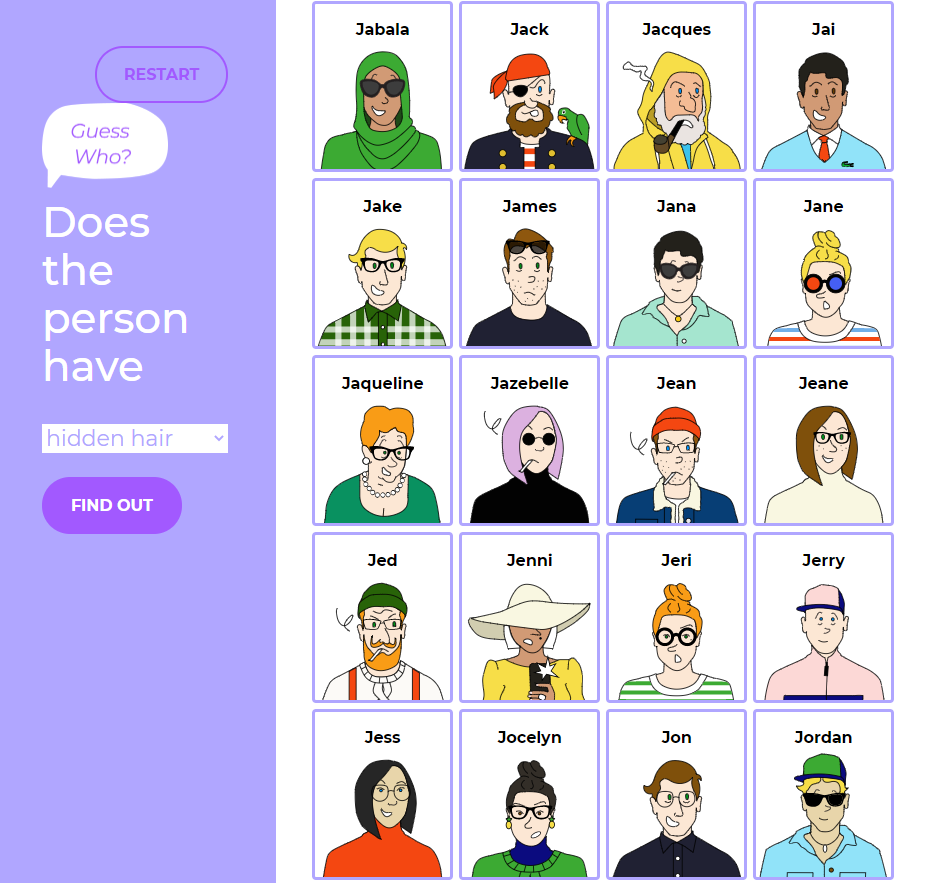 RESTART
Guess
Who?
Does
the
person
have
hidden hair
FIND OUT
Jabala
Jack
Jacques
Jai
Jake
James
Jana
Jane
Jaqueline
Jazebelle
Jean
Jeane
Jed
Jenni
Jeri
Jerry
Jess
Jocelyn
Jon
Jordan